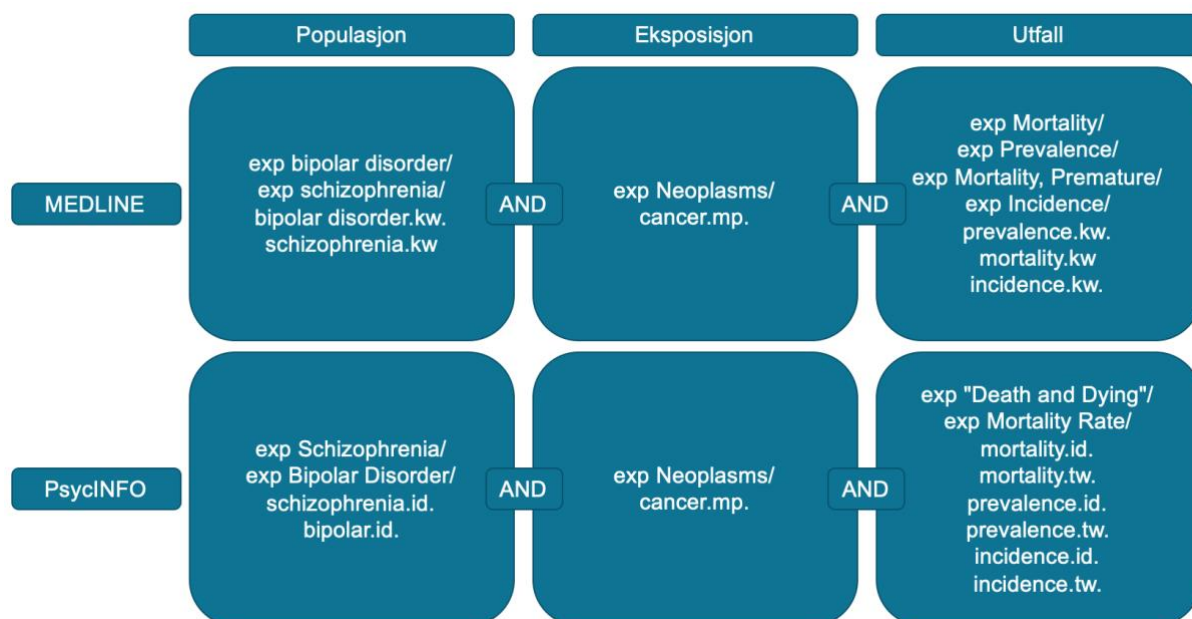 Populasjon
Eksposisjon
Utfall
MEDLINE
exp bipolar disorder/
exp schizophrenia/
bipolar disorder.kw.
schizophrenia.kw
AND
exp Neoplasms/
cancer.mp.
AND
exp Mortality/
exp Prevalence/
exp Mortality, Premature/
exp Incidence/
prevalence.kw.
mortality.kw
incidence.kw.
PsycINFO
exp Schizophrenia/
exp Bipolar Disorder/
schizophrenia.id.
bipolar.id.
AND
exp Neoplasms/
cancer.mp.
AND
exp "Death and Dying"/
exp Mortality Rate/
mortality.id.
mortality.tw.
prevalence.id.
prevalence.tw.
incidence.id.
incidence.tw.